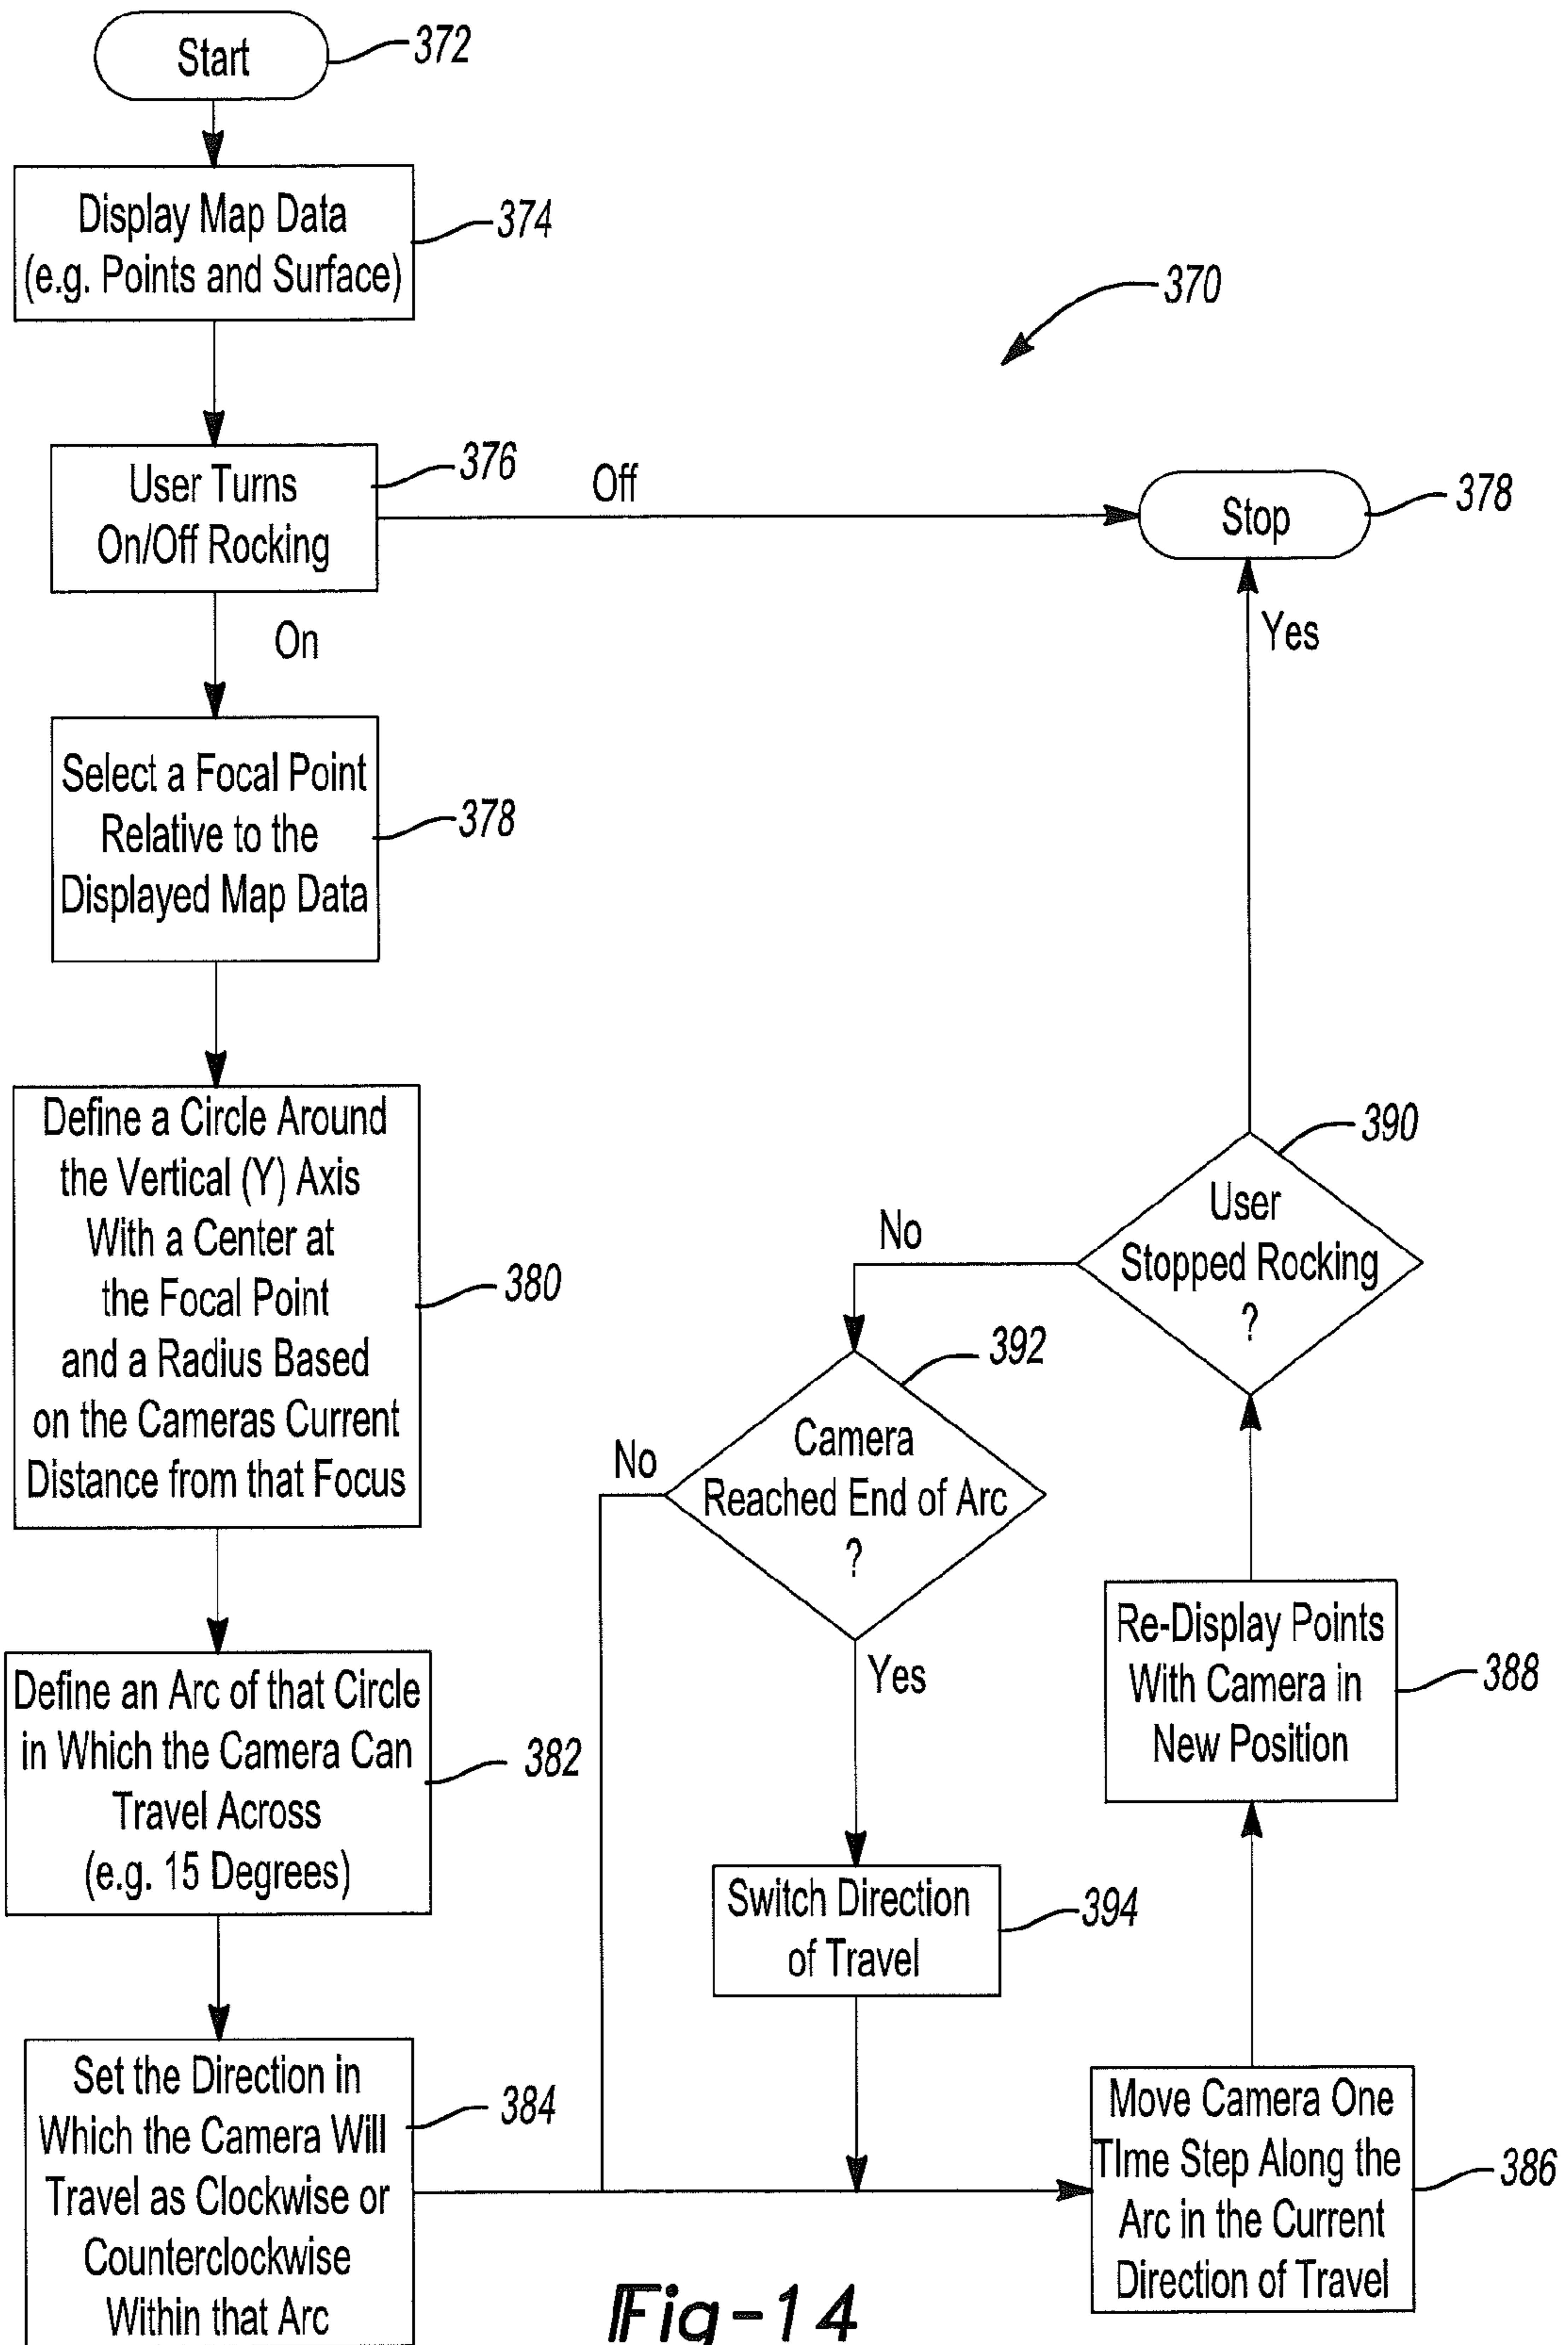 Start
372
Display Map Data
(e.g. Points and Surface)
374
370
User Turns
On/Off Rocking
376
Off
Stop
378
On
Yes
Select a Focal Point
Relative to the
Displayed Map Data
378
Define a Circle Around
the Vertical (Y) Axis
With a Center at
the Focal Point
and a Radius Based
on the Cameras Current
Distance from that Focus
380
User
Stopped Rocking
?
390
No
Camera
Reached End of Arc
?
392
No
Yes
Define an Arc of that Circle
in Which the Camera Can
Travel Across
(e.g. 15 Degrees)
382
Re-Display Points
With Camera in
New Position
388
Switch Direction
of Travel
394
Set the Direction in
Which the Camera Will
Travel as Clockwise or
Counterclockwise
Within that Arc
384
Move Camera One
TIme Step Along the
Arc in the Current
Direction of Travel
386
Fig-14